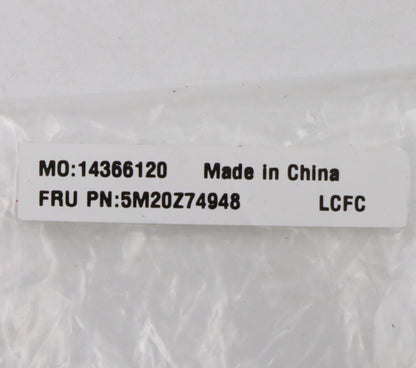 MO:14366120 Made in China
FRU PN:5M20Z74948 LCFC